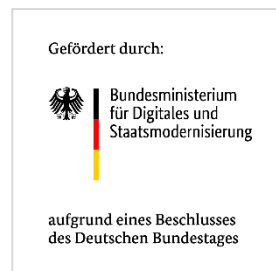 Gefördert durch:
Bundesministerium
für Digitales und
Staatsmodernisierung
aufgrund eines Beschlusses
des Deutschen Bundestages